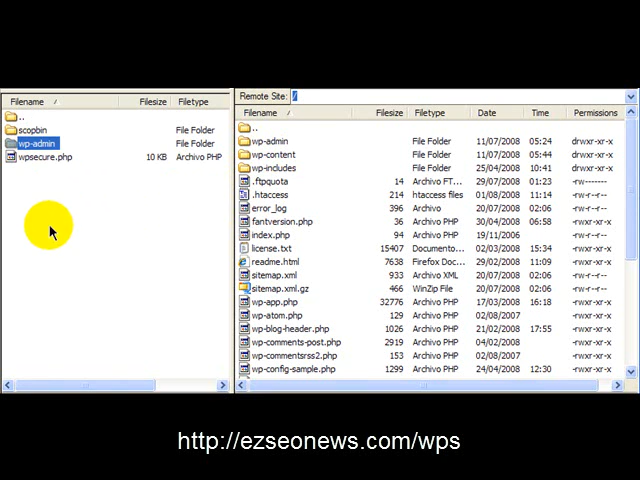 Remote Site: /
Filename / Filesize Filetype
Filename / Filesize Filetype Date Time Permissions
..
scopbin File Folder
wp-admin File Folder
wpsecure.php 10 KB Archivo PHP
..
wp-admin File Folder 11/07/2008 05:24 drwxr-xr-x
wp-content File Folder 11/07/2008 05:44 drwxr-xr-x
wp-includes File Folder 25/04/2008 10:41 drwxr-xr-x
.ftpquota 14 Archivo FT... 29/07/2008 01:23 -rw-------
.htaccess 214 htaccess files 01/08/2008 11:14 -rw-r--r--
error_log 396 Archivo 20/07/2008 02:06 -rw-r--r--
fantversion.php 36 Archivo PHP 30/04/2008 06:58 -rwxr-xr-x
index.php 94 Archivo PHP 19/11/2006 -rwxr-xr-x
license.txt 15407 Documento... 02/03/2008 15:34 -rwxr-xr-x
readme.html 7638 Firefox Doc... 29/02/2008 11:09 -rwxr-xr-x
sitemap.xml 933 Archivo XML 20/07/2008 02:06 -rw-r--r--
sitemap.xml.gz 466 WinZip File 20/07/2008 02:06 -rw-r--r--
wp-app.php 32776 Archivo PHP 17/03/2008 16:18 -rwxr-xr-x
wp-atom.php 129 Archivo PHP 02/08/2007 -rwxr-xr-x
wp-blog-header.php 1026 Archivo PHP 21/02/2008 17:55 -rwxr-xr-x
wp-comments-post.php 2919 Archivo PHP 04/02/2008 -rwxr-xr-x
wp-commentsrss2.php 153 Archivo PHP 02/08/2007 -rwxr-xr-x
wp-config-sample.php 1299 Archivo PHP 24/04/2008 12:30 -rwxr-xr-x
http://ezseonews.com/wps